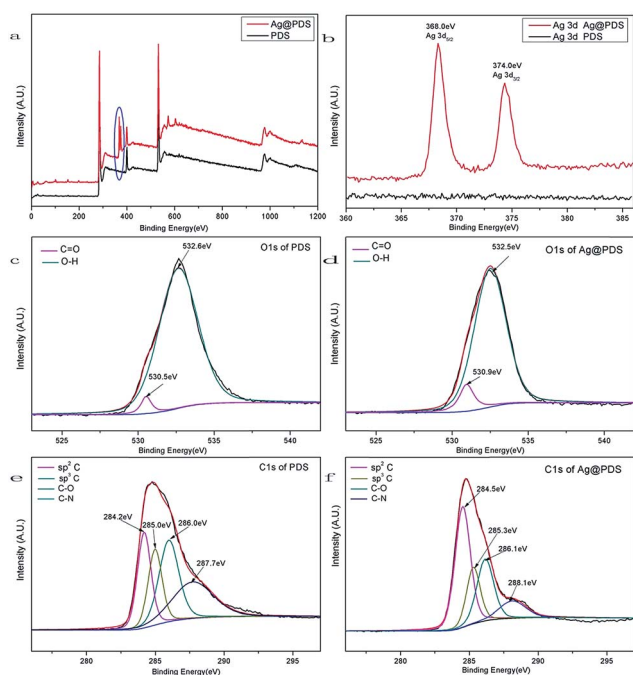 a
Ag@PDS
PDS
Intensity (A.U.)
0 200 400 600 800 1000 1200
Binding Energy(eV)
b
Ag 3d Ag@PDS
Ag 3d PDS
368.0eV
Ag 3d5/2
374.0eV
Ag 3d3/2
Intensity (A.U.)
360 365 370 375 380 385
Binding Energy(eV)
c
C=O
O-H
O1s of PDS
532.6eV
530.5eV
Intensity (A.U.)
525 530 535 540
Binding Energy(eV)
d
C=O
O-H
O1s of Ag@PDS
532.5eV
530.9eV
Intensity (A.U.)
525 530 535 540
Binding Energy(eV)
e
sp² C
sp³ C
C-O
C-N
C1s of PDS
284.2eV
285.0eV
286.0eV
287.7eV
Intensity (A.U.)
280 285 290 295
Binding Energy(eV)
f
sp² C
sp³ C
C-O
C-N
C1s of Ag@PDS
284.5eV
285.3eV
286.1eV
288.1eV
Intensity (A.U.)
280 285 290 295
Binding Energy(eV)